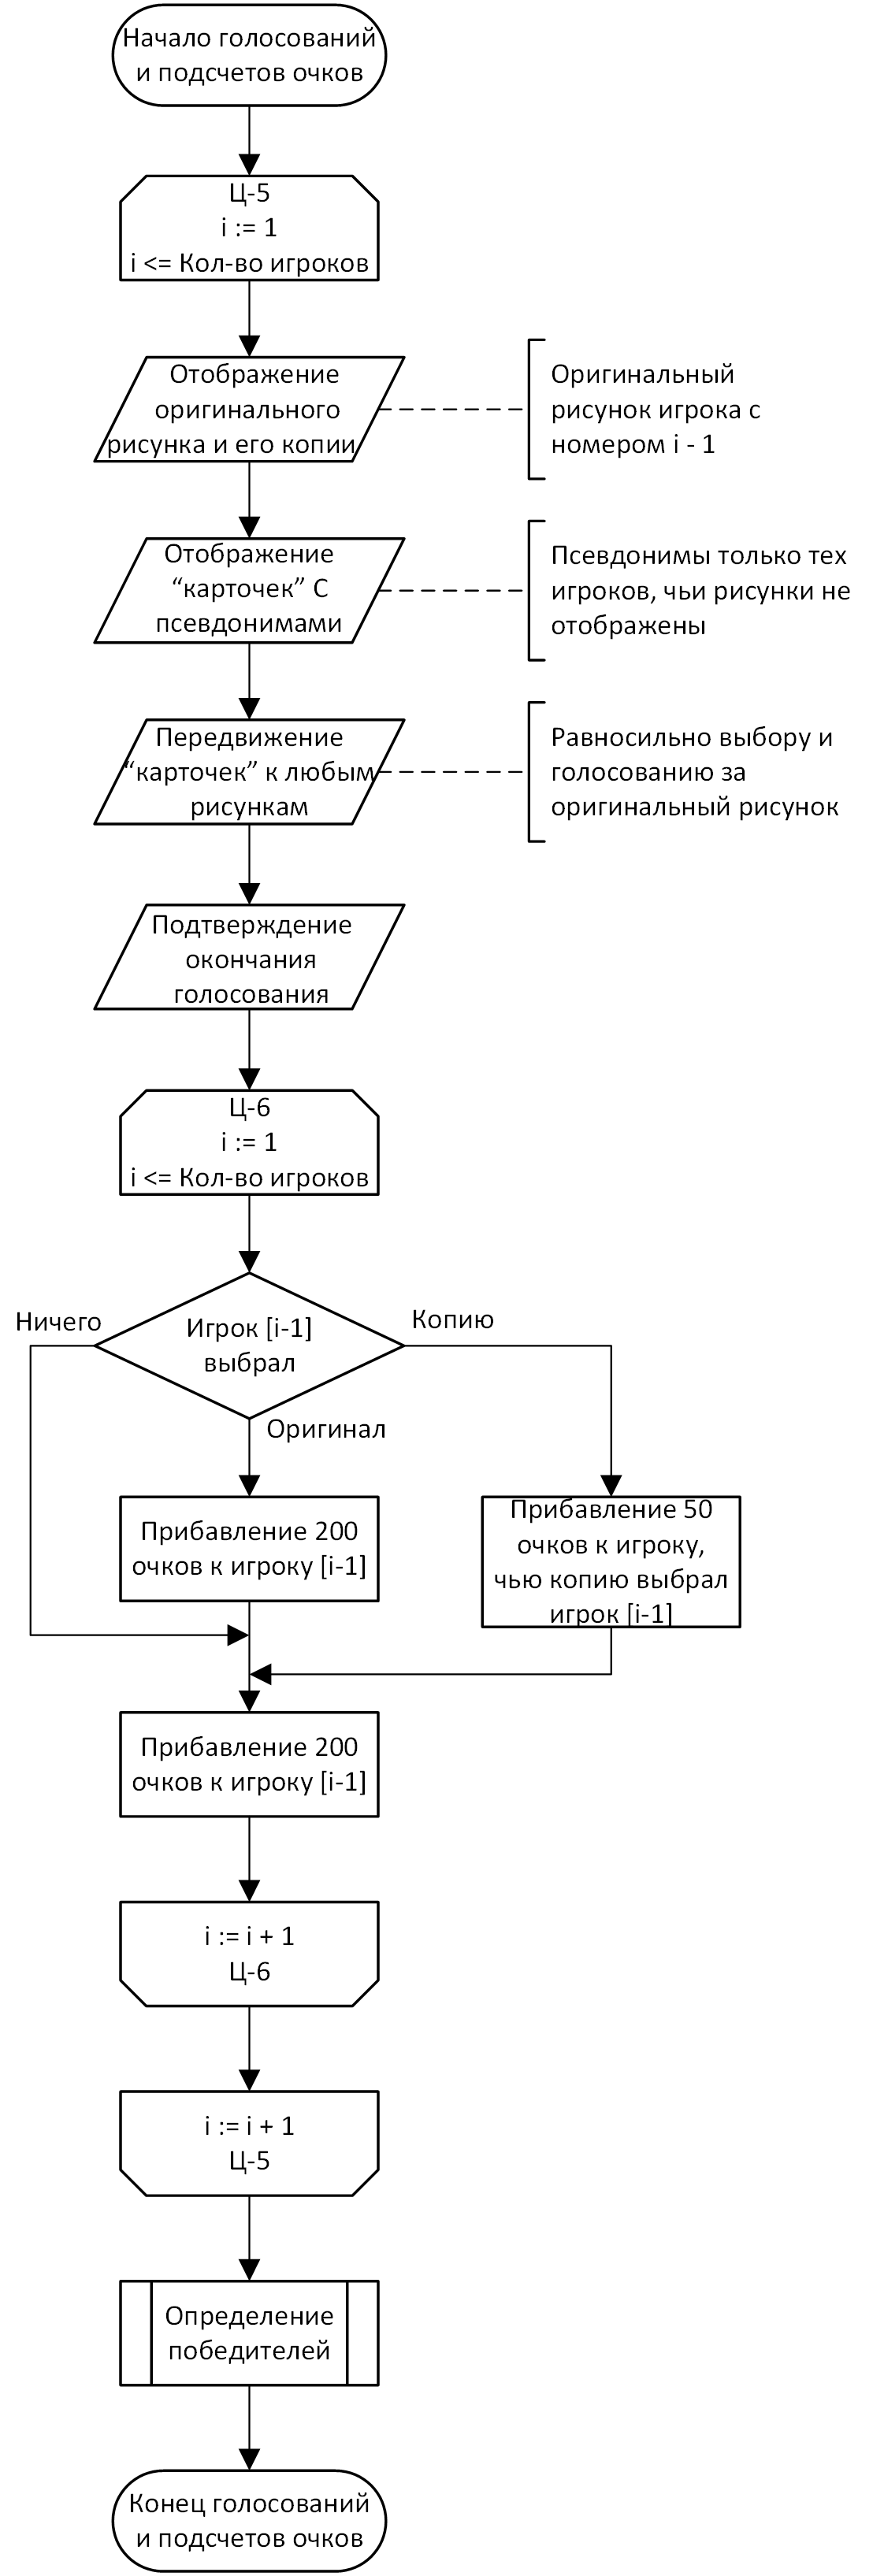 Начало голосований
и подсчетов очков
Ц-5
i := 1
i <= Кол-во игроков
Отображение
оригинального
рисунка и его копии
Оригинальный
рисунок игрока с
номером i - 1
Отображение
“карточек” С
псевдонимами
Псевдонимы только тех
игроков, чьи рисунки не
отображены
Передвижение
“карточек” к любым
рисункам
Равносильно выбору и
голосованию за
оригинальный рисунок
Подтверждение
окончания
голосования
Ц-6
i := 1
i <= Кол-во игроков
Ничего
Игрок [i-1]
выбрал
Копию
Оригинал
Прибавление 200
очков к игроку [i-1]
Прибавление 50
очков к игроку,
чью копию выбрал
игрок [i-1]
Прибавление 200
очков к игроку [i-1]
i := i + 1
Ц-6
i := i + 1
Ц-5
Определение
победителей
Конец голосований
и подсчетов очков